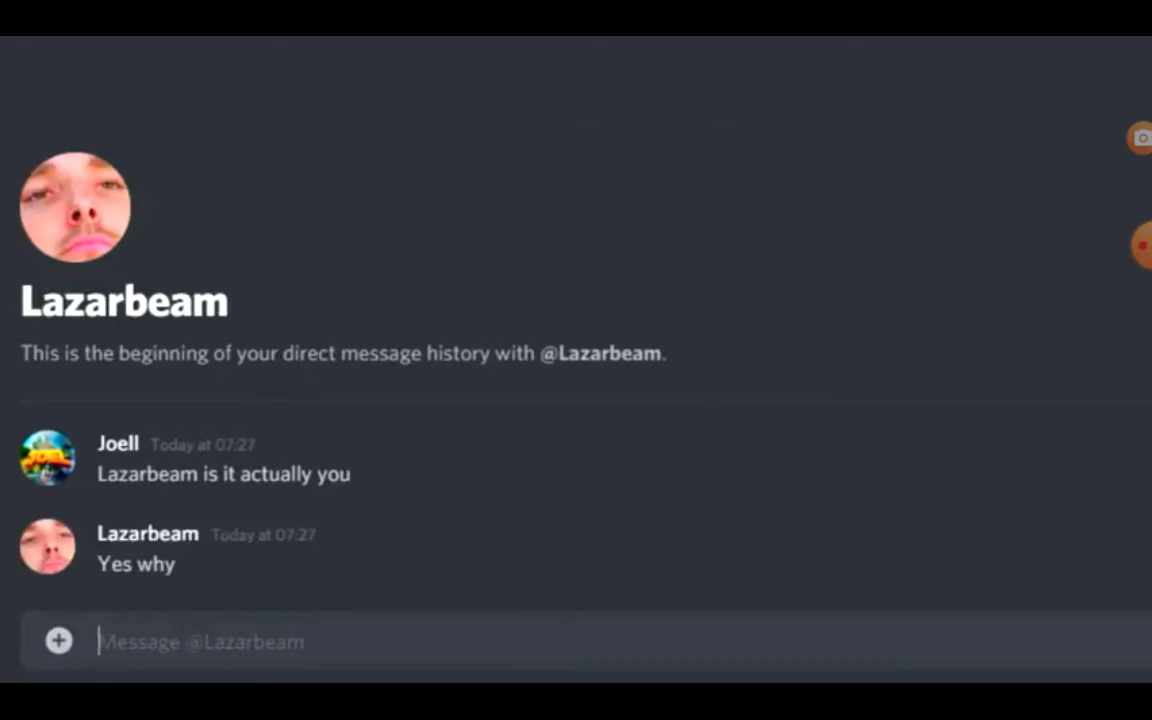 Lazarbeam
This is the beginning of your direct message history with @Lazarbeam.
Joell Today at 07:27
Lazarbeam is it actually you
Lazarbeam Today at 07:27
Yes why
Message @Lazarbeam